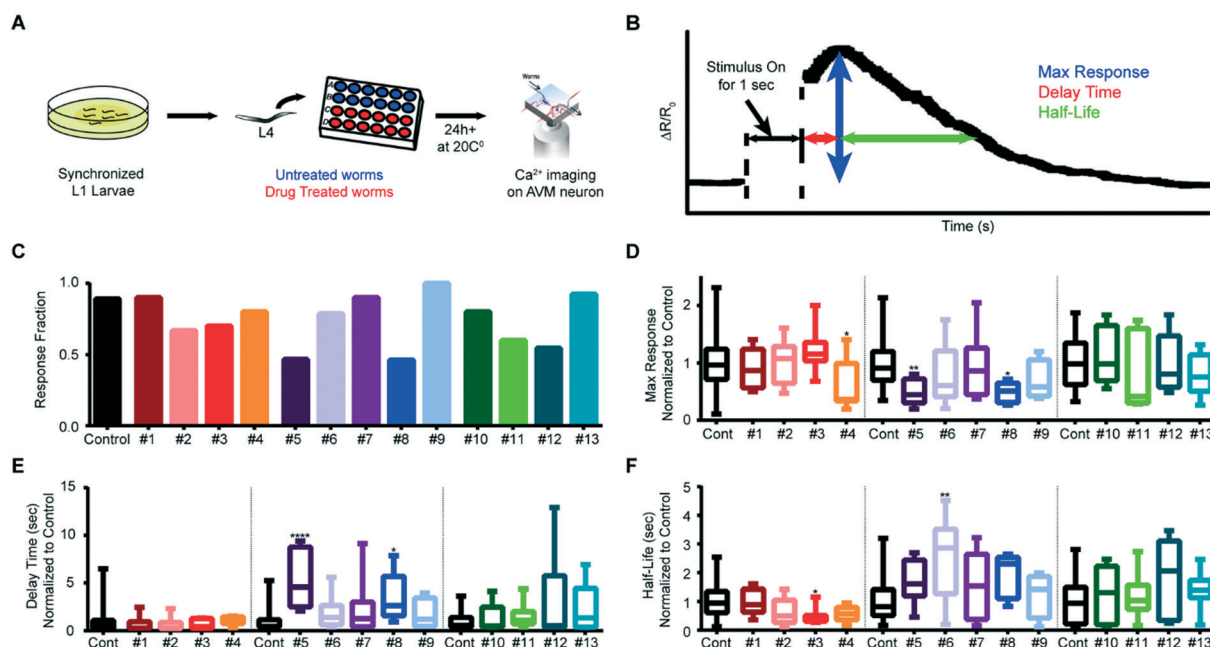 A
Worms
A
B
C
D
L4
24h+
at 20C⁰
Synchronized
L1 Larvae
Untreated worms
Drug Treated worms
Ca²⁺ imaging
on AVM neuron
B
Stimulus On
for 1 sec
Max Response
Delay Time
Half-Life
ΔR/R₀
Time (s)
C
Response Fraction
1.0
0.5
0.0
Control #1 #2 #3 #4 #5 #6 #7 #8 #9 #10 #11 #12 #13
D
Max Response
Normalized to Control
2
1
0
* ** *
Cont #1 #2 #3 #4 Cont #5 #6 #7 #8 #9 Cont #10 #11 #12 #13
E
Delay Time (sec)
Normalized to Control
15
10
5
0
**** *
Cont #1 #2 #3 #4 Cont #5 #6 #7 #8 #9 Cont #10 #11 #12 #13
F
Half-Life (sec)
Normalized to Control
5
4
3
2
1
0
* **
Cont #1 #2 #3 #4 Cont #5 #6 #7 #8 #9 Cont #10 #11 #12 #13